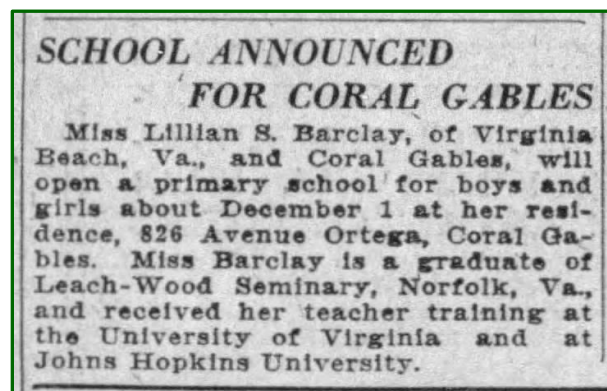 SCHOOL ANNOUNCED
FOR CORAL GABLES
Miss Lillian S. Barclay, of Virginia
Beach, Va., and Coral Gables, will
open a primary school for boys and
girls about December 1 at her resi-
dence, 826 Avenue Ortega, Coral Ga-
bles. Miss Barclay is a graduate of
Leach-Wood Seminary, Norfolk, Va.,
and received her teacher training at
the University of Virginia and at
Johns Hopkins University.